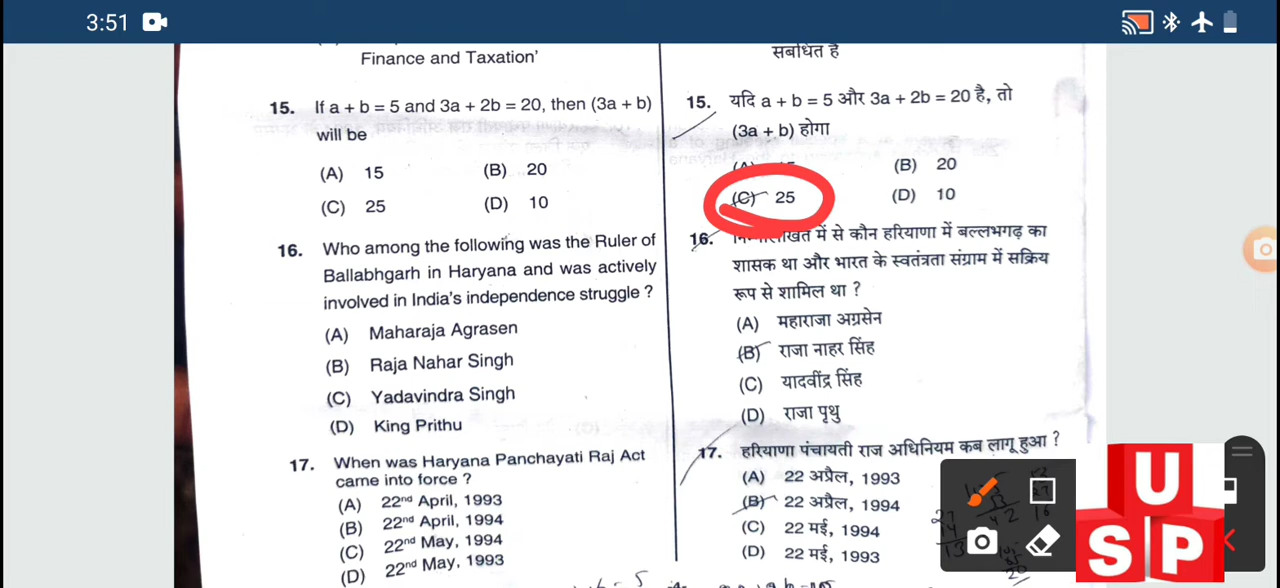 3:51
Finance and Taxation'
15. If a + b = 5 and 3a + 2b = 20, then (3a + b)
will be
(A) 15 (B) 20
(C) 25 (D) 10
16. Who among the following was the Ruler of
Ballabhgarh in Haryana and was actively
involved in India's independence struggle ?
(A) Maharaja Agrasen
(B) Raja Nahar Singh
(C) Yadavindra Singh
(D) King Prithu
17. When was Haryana Panchayati Raj Act
came into force ?
(A) 22nd April, 1993
(B) 22nd April, 1994
(C) 22nd May, 1994
(D) 22nd May, 1993
सबंधित है
15. यदि a + b = 5 और 3a + 2b = 20 है, तो
(3a + b) होगा
(B) 20
(C) 25 (D) 10
16. में से कौन हरियाणा में बल्लभगढ़ का
शासक था और भारत के स्वतंत्रता संग्राम में सक्रिय
रूप से शामिल था ?
(A) महाराजा अग्रसेन
(B) राजा नाहर सिंह
(C) यादवींद्र सिंह
(D) राजा पृथु
17. हरियाणा पंचायती राज अधिनियम कब लागू हुआ ?
(A) 22 अप्रैल, 1993
(B) 22 अप्रैल, 1994
(C) 22 मई, 1994
(D) 22 मई, 1993
U
S P